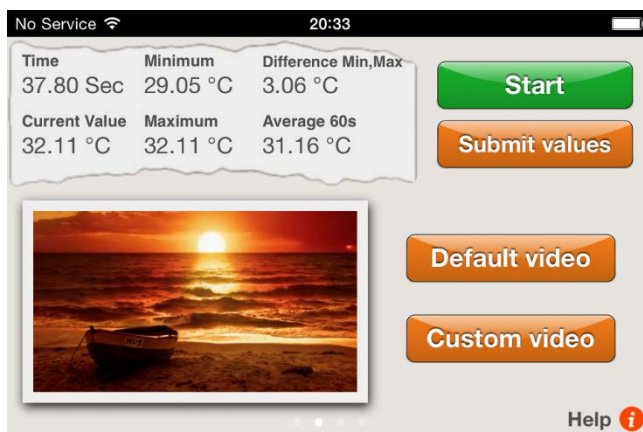 No Service 20:33
Time Minimum Difference Min,Max
37.80 Sec 29.05 °C 3.06 °C
Current Value Maximum Average 60s
32.11 °C 32.11 °C 31.16 °C
Start
Submit values
Default video
Custom video
Help i